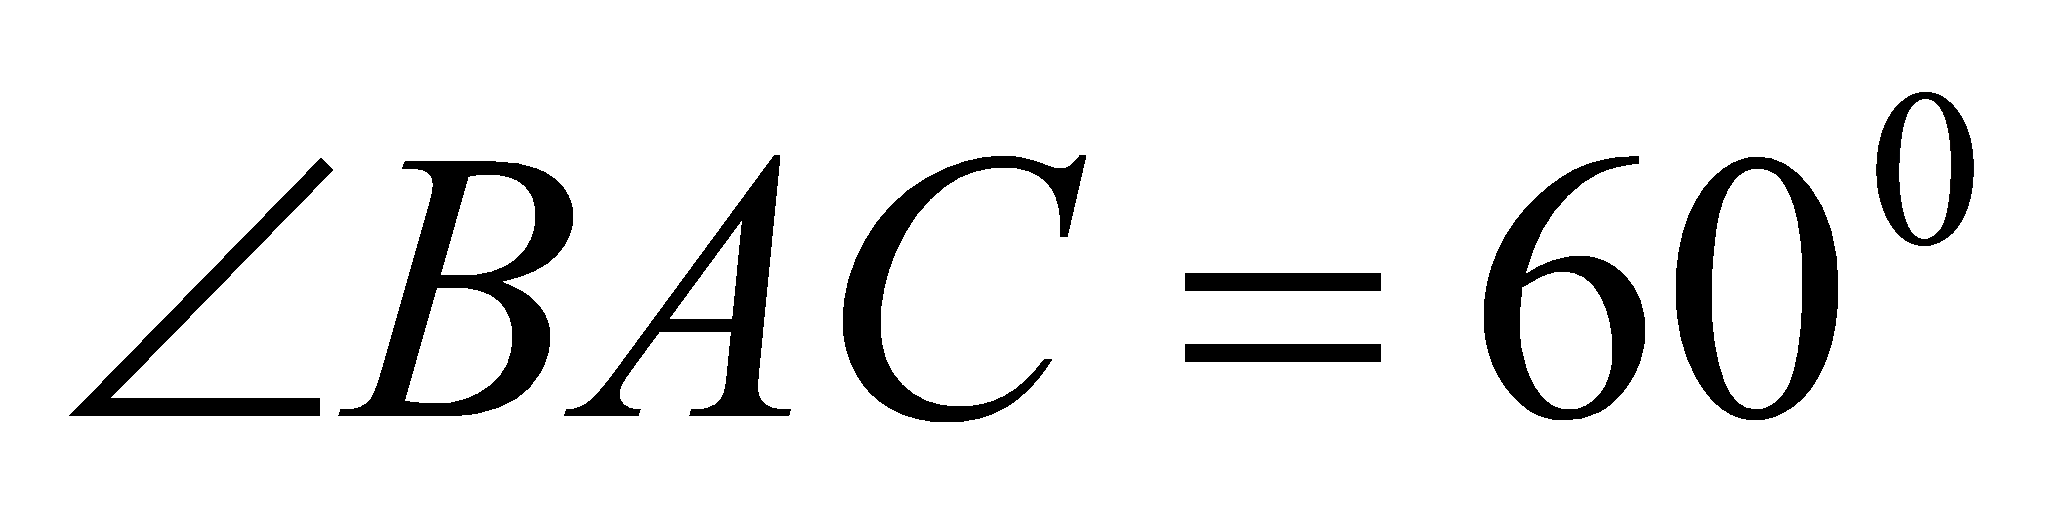 ∠BAC = 60⁰